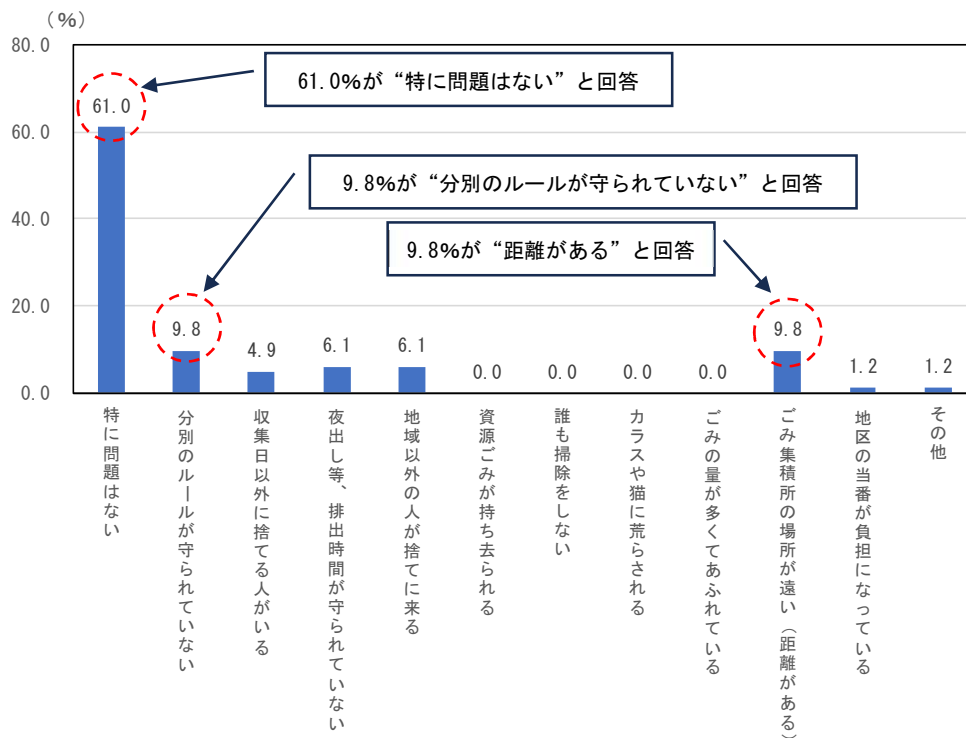 （％）
80.0
60.0
40.0
20.0
0.0
61.0%が“特に問題はない”と回答
9.8%が“分別のルールが守られていない”と回答
9.8%が“距離がある”と回答
61.0
9.8
4.9
6.1
6.1
0.0
0.0
0.0
0.0
9.8
1.2
1.2
特に問題はない
分別のルールが守られていない
収集日以外に捨てる人がいる
夜出し等、排出時間が守られていない
地域以外の人が捨てに来る
資源ごみが持ち去られる
誰も掃除をしない
カラスや猫に荒らされる
ごみの量が多くてあふれている
ごみ集積所の場所が遠い（距離がある）
地区の当番が負担になっている
その他